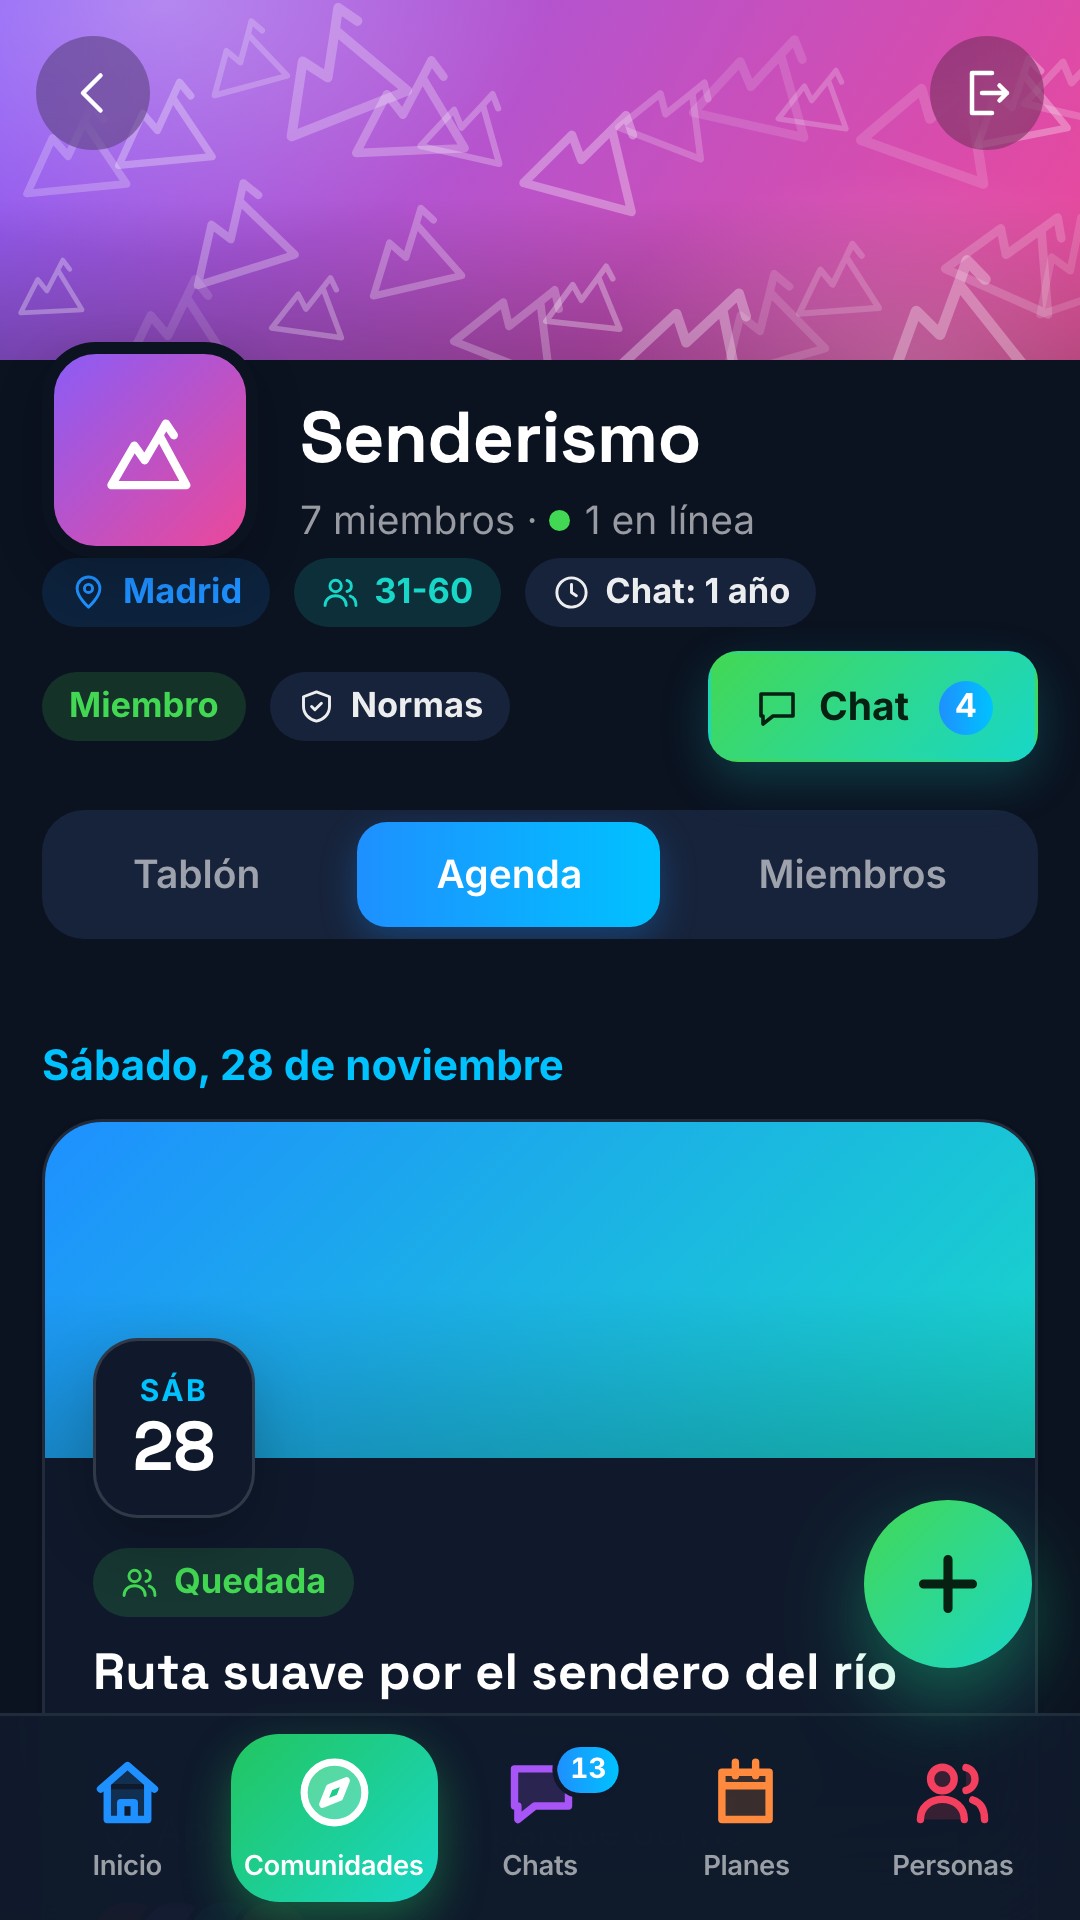 Senderismo
7 miembros · 1 en línea
Madrid
31-60
Chat: 1 año
Miembro
Normas
Chat 4
Tablón
Agenda
Miembros
Sábado, 28 de noviembre
SÁB
28
Quedada
Ruta suave por el sendero del río
13
Inicio
Comunidades
Chats
Planes
Personas